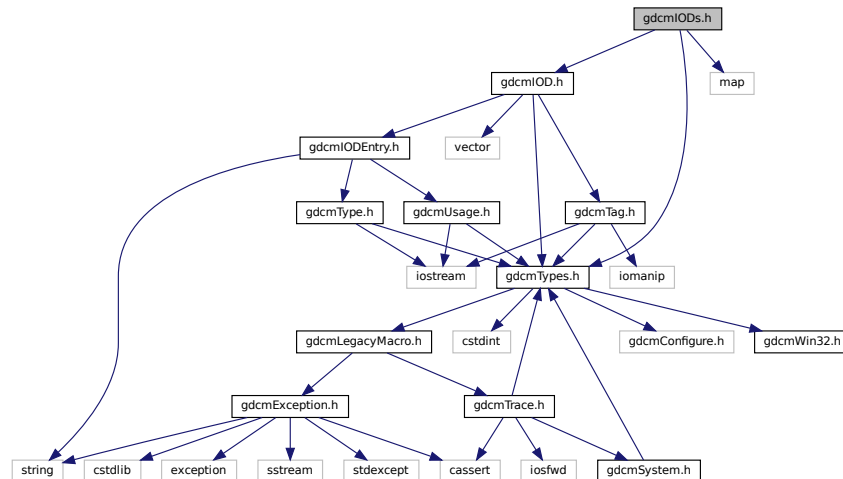 gdcmIODs.h
gdcmIOD.h
map
gdcmIODEntry.h
vector
gdcmType.h
gdcmUsage.h
gdcmTag.h
iostream
gdcmTypes.h
iomanip
gdcmLegacyMacro.h
cstdint
gdcmConfigure.h
gdcmWin32.h
gdcmException.h
gdcmTrace.h
string
cstdlib
exception
sstream
stdexcept
cassert
iosfwd
gdcmSystem.h